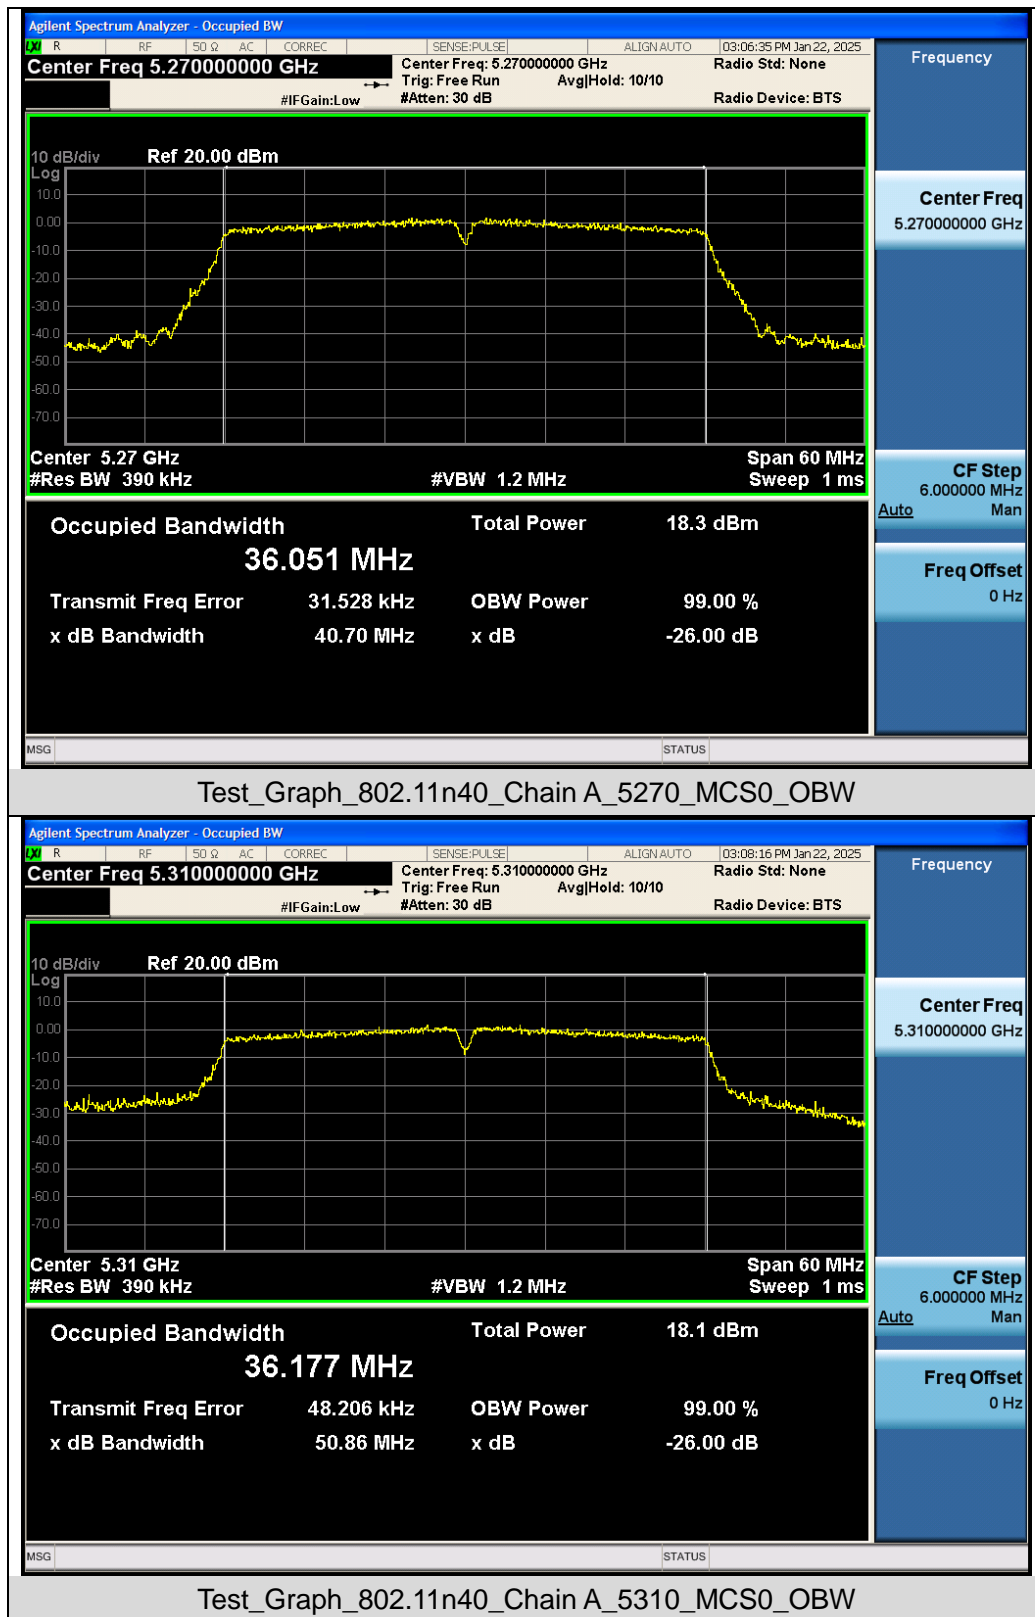 Agilent Spectrum Analyzer - Occupied BW
LXI R RF 50 Ω AC CORREC SENSE:PULSE ALIGN AUTO 03:06:35 PM Jan 22, 2025
Center Freq 5.270000000 GHz
Center Freq: 5.270000000 GHz Radio Std: None
Trig: Free Run Avg|Hold: 10/10
#IFGain:Low #Atten: 30 dB Radio Device: BTS
10 dB/div Ref 20.00 dBm
Log
10.0
0.00
-10.0
-20.0
-30.0
-40.0
-50.0
-60.0
-70.0
Center 5.27 GHz Span 60 MHz
#Res BW 390 kHz #VBW 1.2 MHz Sweep 1 ms
Occupied Bandwidth Total Power 18.3 dBm
36.051 MHz
Transmit Freq Error 31.528 kHz OBW Power 99.00 %
x dB Bandwidth 40.70 MHz x dB -26.00 dB
MSG STATUS
Frequency
Center Freq
5.270000000 GHz
CF Step
6.000000 MHz
Auto Man
Freq Offset
0 Hz
Test_Graph_802.11n40_Chain A_5270_MCS0_OBW
Agilent Spectrum Analyzer - Occupied BW
LXI R RF 50 Ω AC CORREC SENSE:PULSE ALIGN AUTO 03:08:16 PM Jan 22, 2025
Center Freq 5.310000000 GHz
Center Freq: 5.310000000 GHz Radio Std: None
Trig: Free Run Avg|Hold: 10/10
#IFGain:Low #Atten: 30 dB Radio Device: BTS
10 dB/div Ref 20.00 dBm
Log
10.0
0.00
-10.0
-20.0
-30.0
-40.0
-50.0
-60.0
-70.0
Center 5.31 GHz Span 60 MHz
#Res BW 390 kHz #VBW 1.2 MHz Sweep 1 ms
Occupied Bandwidth Total Power 18.1 dBm
36.177 MHz
Transmit Freq Error 48.206 kHz OBW Power 99.00 %
x dB Bandwidth 50.86 MHz x dB -26.00 dB
MSG STATUS
Frequency
Center Freq
5.310000000 GHz
CF Step
6.000000 MHz
Auto Man
Freq Offset
0 Hz
Test_Graph_802.11n40_Chain A_5310_MCS0_OBW